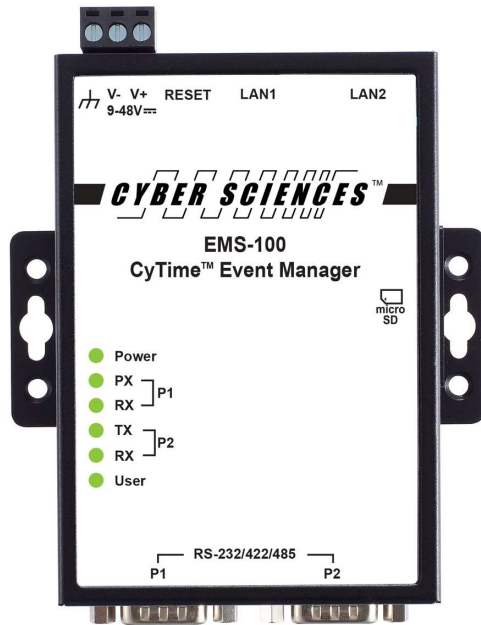 V- V+ RESET LAN1 LAN2
9-48V⎓
CYBER SCIENCES™
EMS-100
CyTime™ Event Manager
micro
SD
Power
PX
P1
RX
TX
P2
RX
User
RS-232/422/485
P1 P2